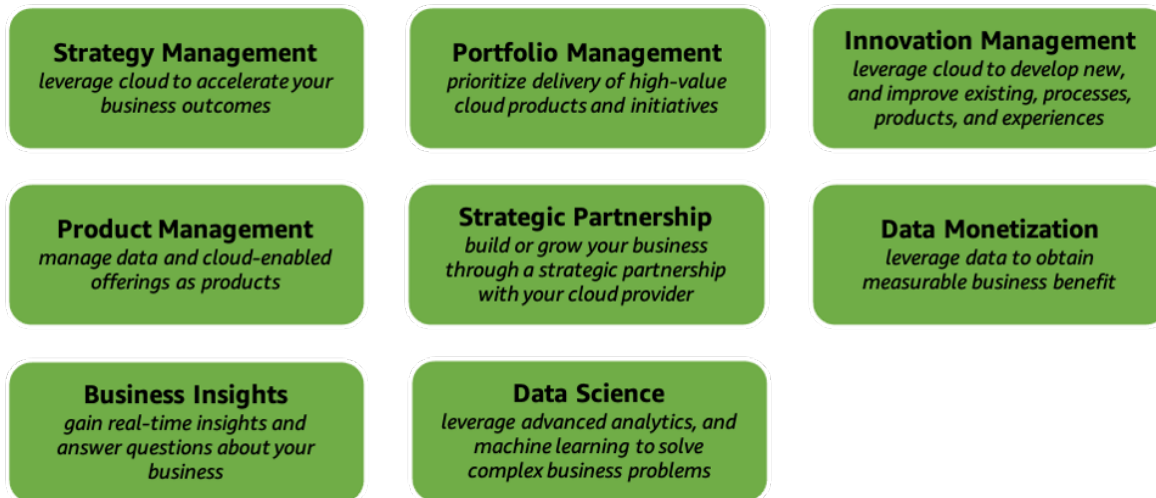 Strategy Management
leverage cloud to accelerate your
business outcomes
Portfolio Management
prioritize delivery of high-value
cloud products and initiatives
Innovation Management
leverage cloud to develop new,
and improve existing, processes,
products, and experiences
Product Management
manage data and cloud-enabled
offerings as products
Strategic Partnership
build or grow your business
through a strategic partnership
with your cloud provider
Data Monetization
leverage data to obtain
measurable business benefit
Business Insights
gain real-time insights and
answer questions about your
business
Data Science
leverage advanced analytics, and
machine learning to solve
complex business problems